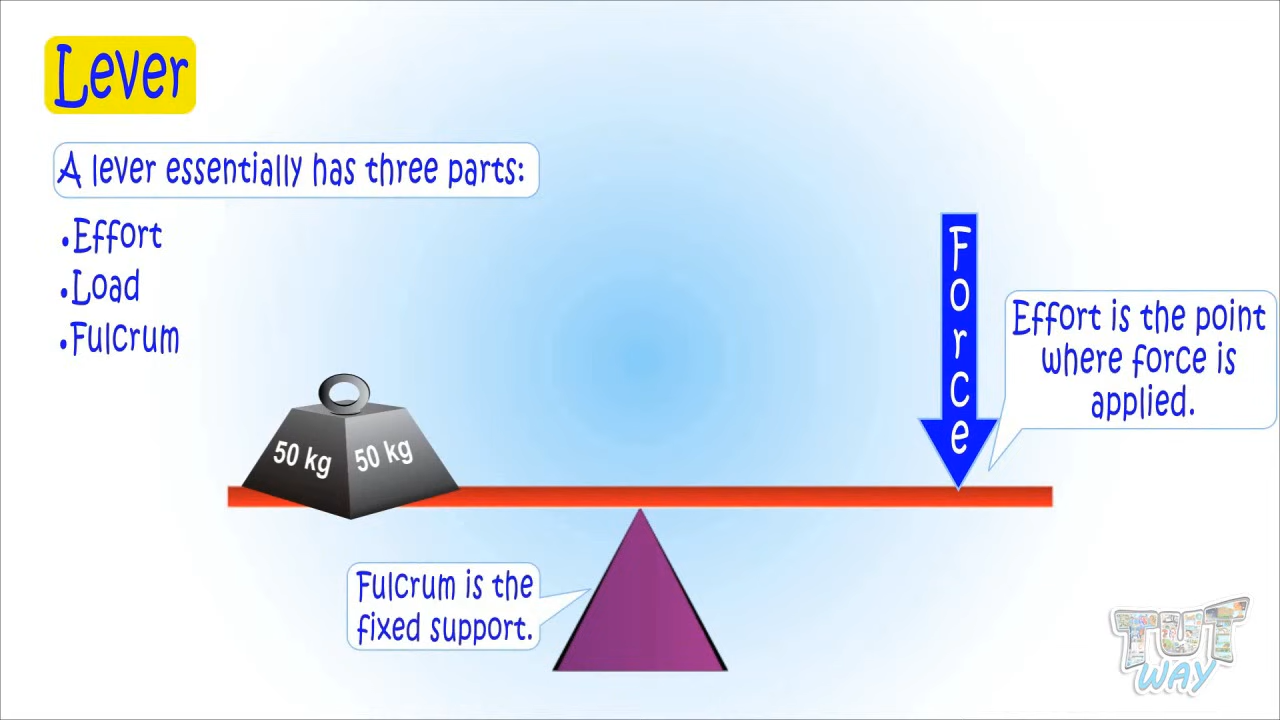 Lever
A lever essentially has three parts:
•Effort
•Load
•Fulcrum
Force
Effort is the point
where force is
applied.
50 kg 50 kg
Fulcrum is the
fixed support.
TUT
WAY